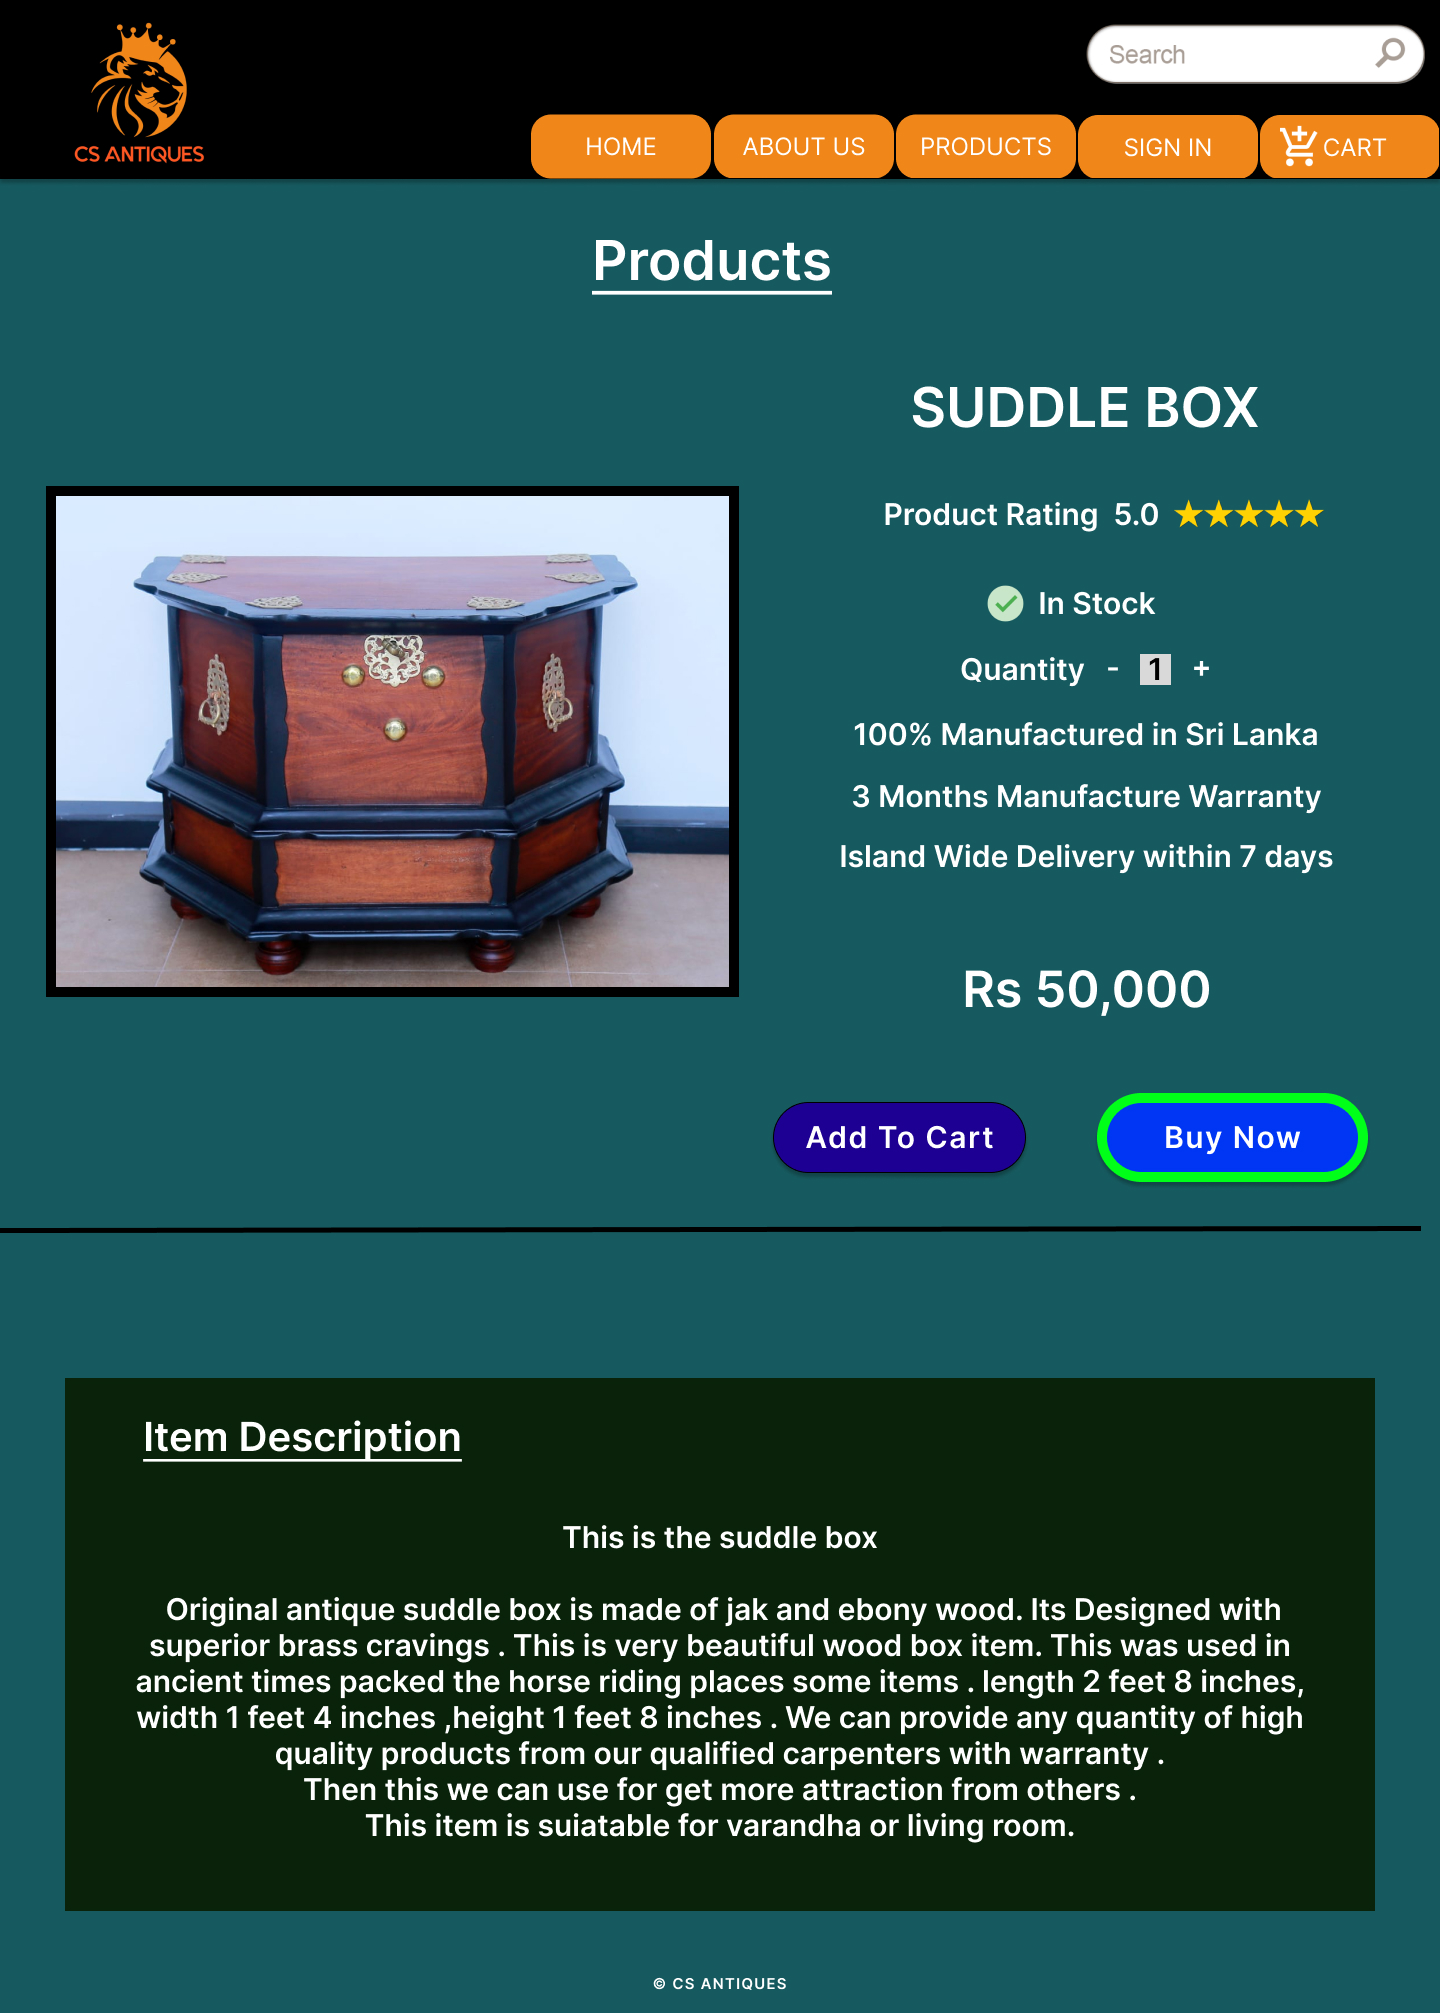 CS ANTIQUES
Search
HOME
ABOUT US
PRODUCTS
SIGN IN
CART
Products
SUDDLE BOX
Product Rating 5.0 ★★★★★
In Stock
Quantity - 1 +
100% Manufactured in Sri Lanka
3 Months Manufacture Warranty
Island Wide Delivery within 7 days
Rs 50,000
Add To Cart
Buy Now
Item Description
This is the suddle box
Original antique suddle box is made of jak and ebony wood. Its Designed with
superior brass cravings . This is very beautiful wood box item. This was used in
ancient times packed the horse riding places some items . length 2 feet 8 inches,
width 1 feet 4 inches ,height 1 feet 8 inches . We can provide any quantity of high
quality products from our qualified carpenters with warranty .
Then this we can use for get more attraction from others .
This item is suiatable for varandha or living room.
© CS ANTIQUES